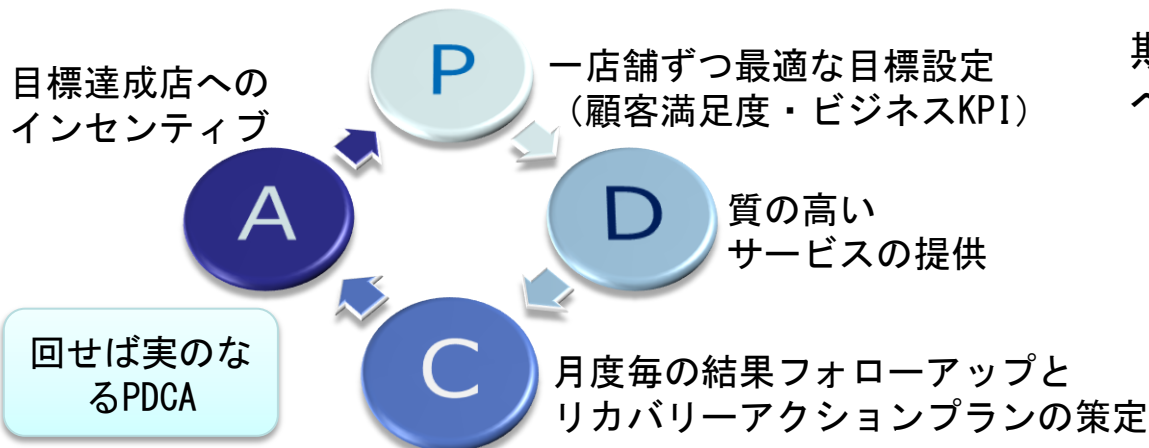 P
一店舗ずつ最適な目標設定
（顧客満足度・ビジネスKPI）
目標達成店への
インセンティブ
A
D
質の高い
サービスの提供
回せば実のな
るPDCA
C
月度毎の結果フォローアップと
リカバリーアクションプランの策定